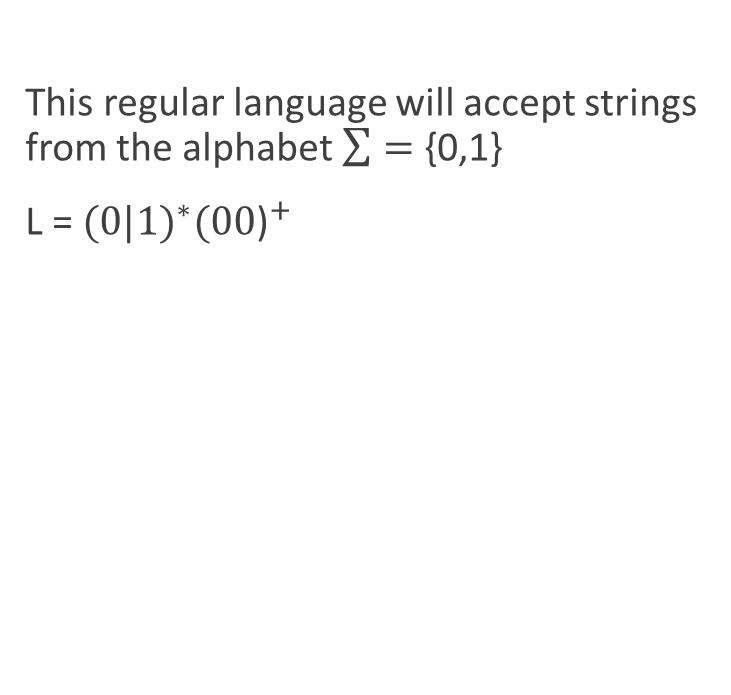 This regular language will accept strings
from the alphabet ∑ = {0,1}
L = (0|1)*(00)⁺